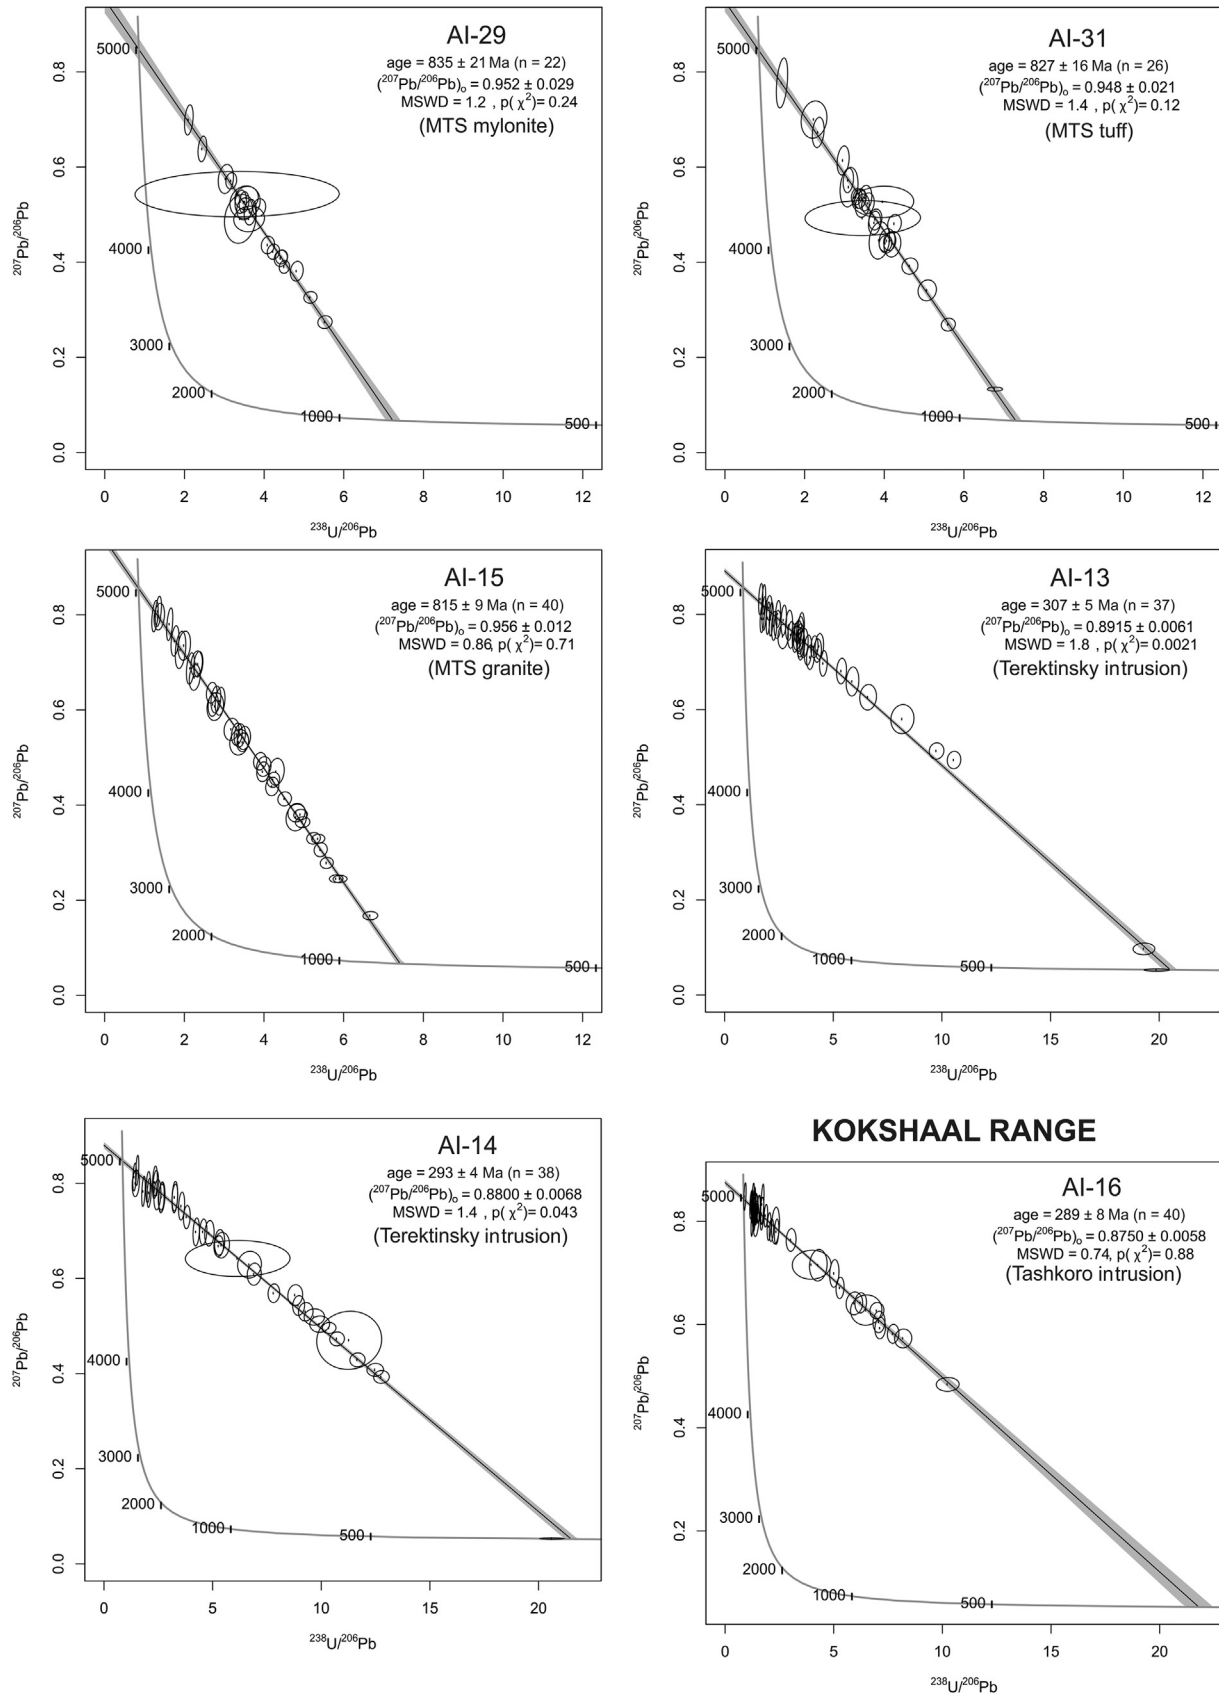 AI-29
age = 835 ± 21 Ma (n = 22)
(²⁰⁷Pb/²⁰⁶Pb)ₒ = 0.952 ± 0.029
MSWD = 1.2 , p( χ²)= 0.24
(MTS mylonite)
5000
4000
3000
2000
1000
500
0.8
0.6
0.4
0.2
0.0
²⁰⁷Pb/²⁰⁶Pb
0 2 4 6 8 10 12
²³⁸U/²⁰⁶Pb
AI-31
age = 827 ± 16 Ma (n = 26)
(²⁰⁷Pb/²⁰⁶Pb)ₒ = 0.948 ± 0.021
MSWD = 1.4 , p( χ²)= 0.12
(MTS tuff)
5000
4000
3000
2000
1000
500
0.8
0.6
0.4
0.2
0.0
²⁰⁷Pb/²⁰⁶Pb
0 2 4 6 8 10 12
²³⁸U/²⁰⁶Pb
AI-15
age = 815 ± 9 Ma (n = 40)
(²⁰⁷Pb/²⁰⁶Pb)ₒ = 0.956 ± 0.012
MSWD = 0.86, p( χ²)= 0.71
(MTS granite)
5000
4000
3000
2000
1000
500
0.8
0.6
0.4
0.2
0.0
²⁰⁷Pb/²⁰⁶Pb
0 2 4 6 8 10 12
²³⁸U/²⁰⁶Pb
AI-13
age = 307 ± 5 Ma (n = 37)
(²⁰⁷Pb/²⁰⁶Pb)ₒ = 0.8915 ± 0.0061
MSWD = 1.8 , p( χ²)= 0.0021
(Terektinsky intrusion)
5000
4000
3000
2000
1000
500
0.8
0.6
0.4
0.2
0.0
²⁰⁷Pb/²⁰⁶Pb
0 5 10 15 20
²³⁸U/²⁰⁶Pb
AI-14
age = 293 ± 4 Ma (n = 38)
(²⁰⁷Pb/²⁰⁶Pb)ₒ = 0.8800 ± 0.0068
MSWD = 1.4 , p( χ²)= 0.043
(Terektinsky intrusion)
5000
4000
3000
2000
1000
500
0.8
0.6
0.4
0.2
0.0
²⁰⁷Pb/²⁰⁶Pb
0 5 10 15 20
²³⁸U/²⁰⁶Pb
KOKSHAAL RANGE
AI-16
age = 289 ± 8 Ma (n = 40)
(²⁰⁷Pb/²⁰⁶Pb)ₒ = 0.8750 ± 0.0058
MSWD = 0.74, p( χ²)= 0.88
(Tashkoro intrusion)
5000
4000
3000
2000
1000
500
0.8
0.6
0.4
0.2
²⁰⁷Pb/²⁰⁶Pb
0 5 10 15 20
²³⁸U/²⁰⁶Pb